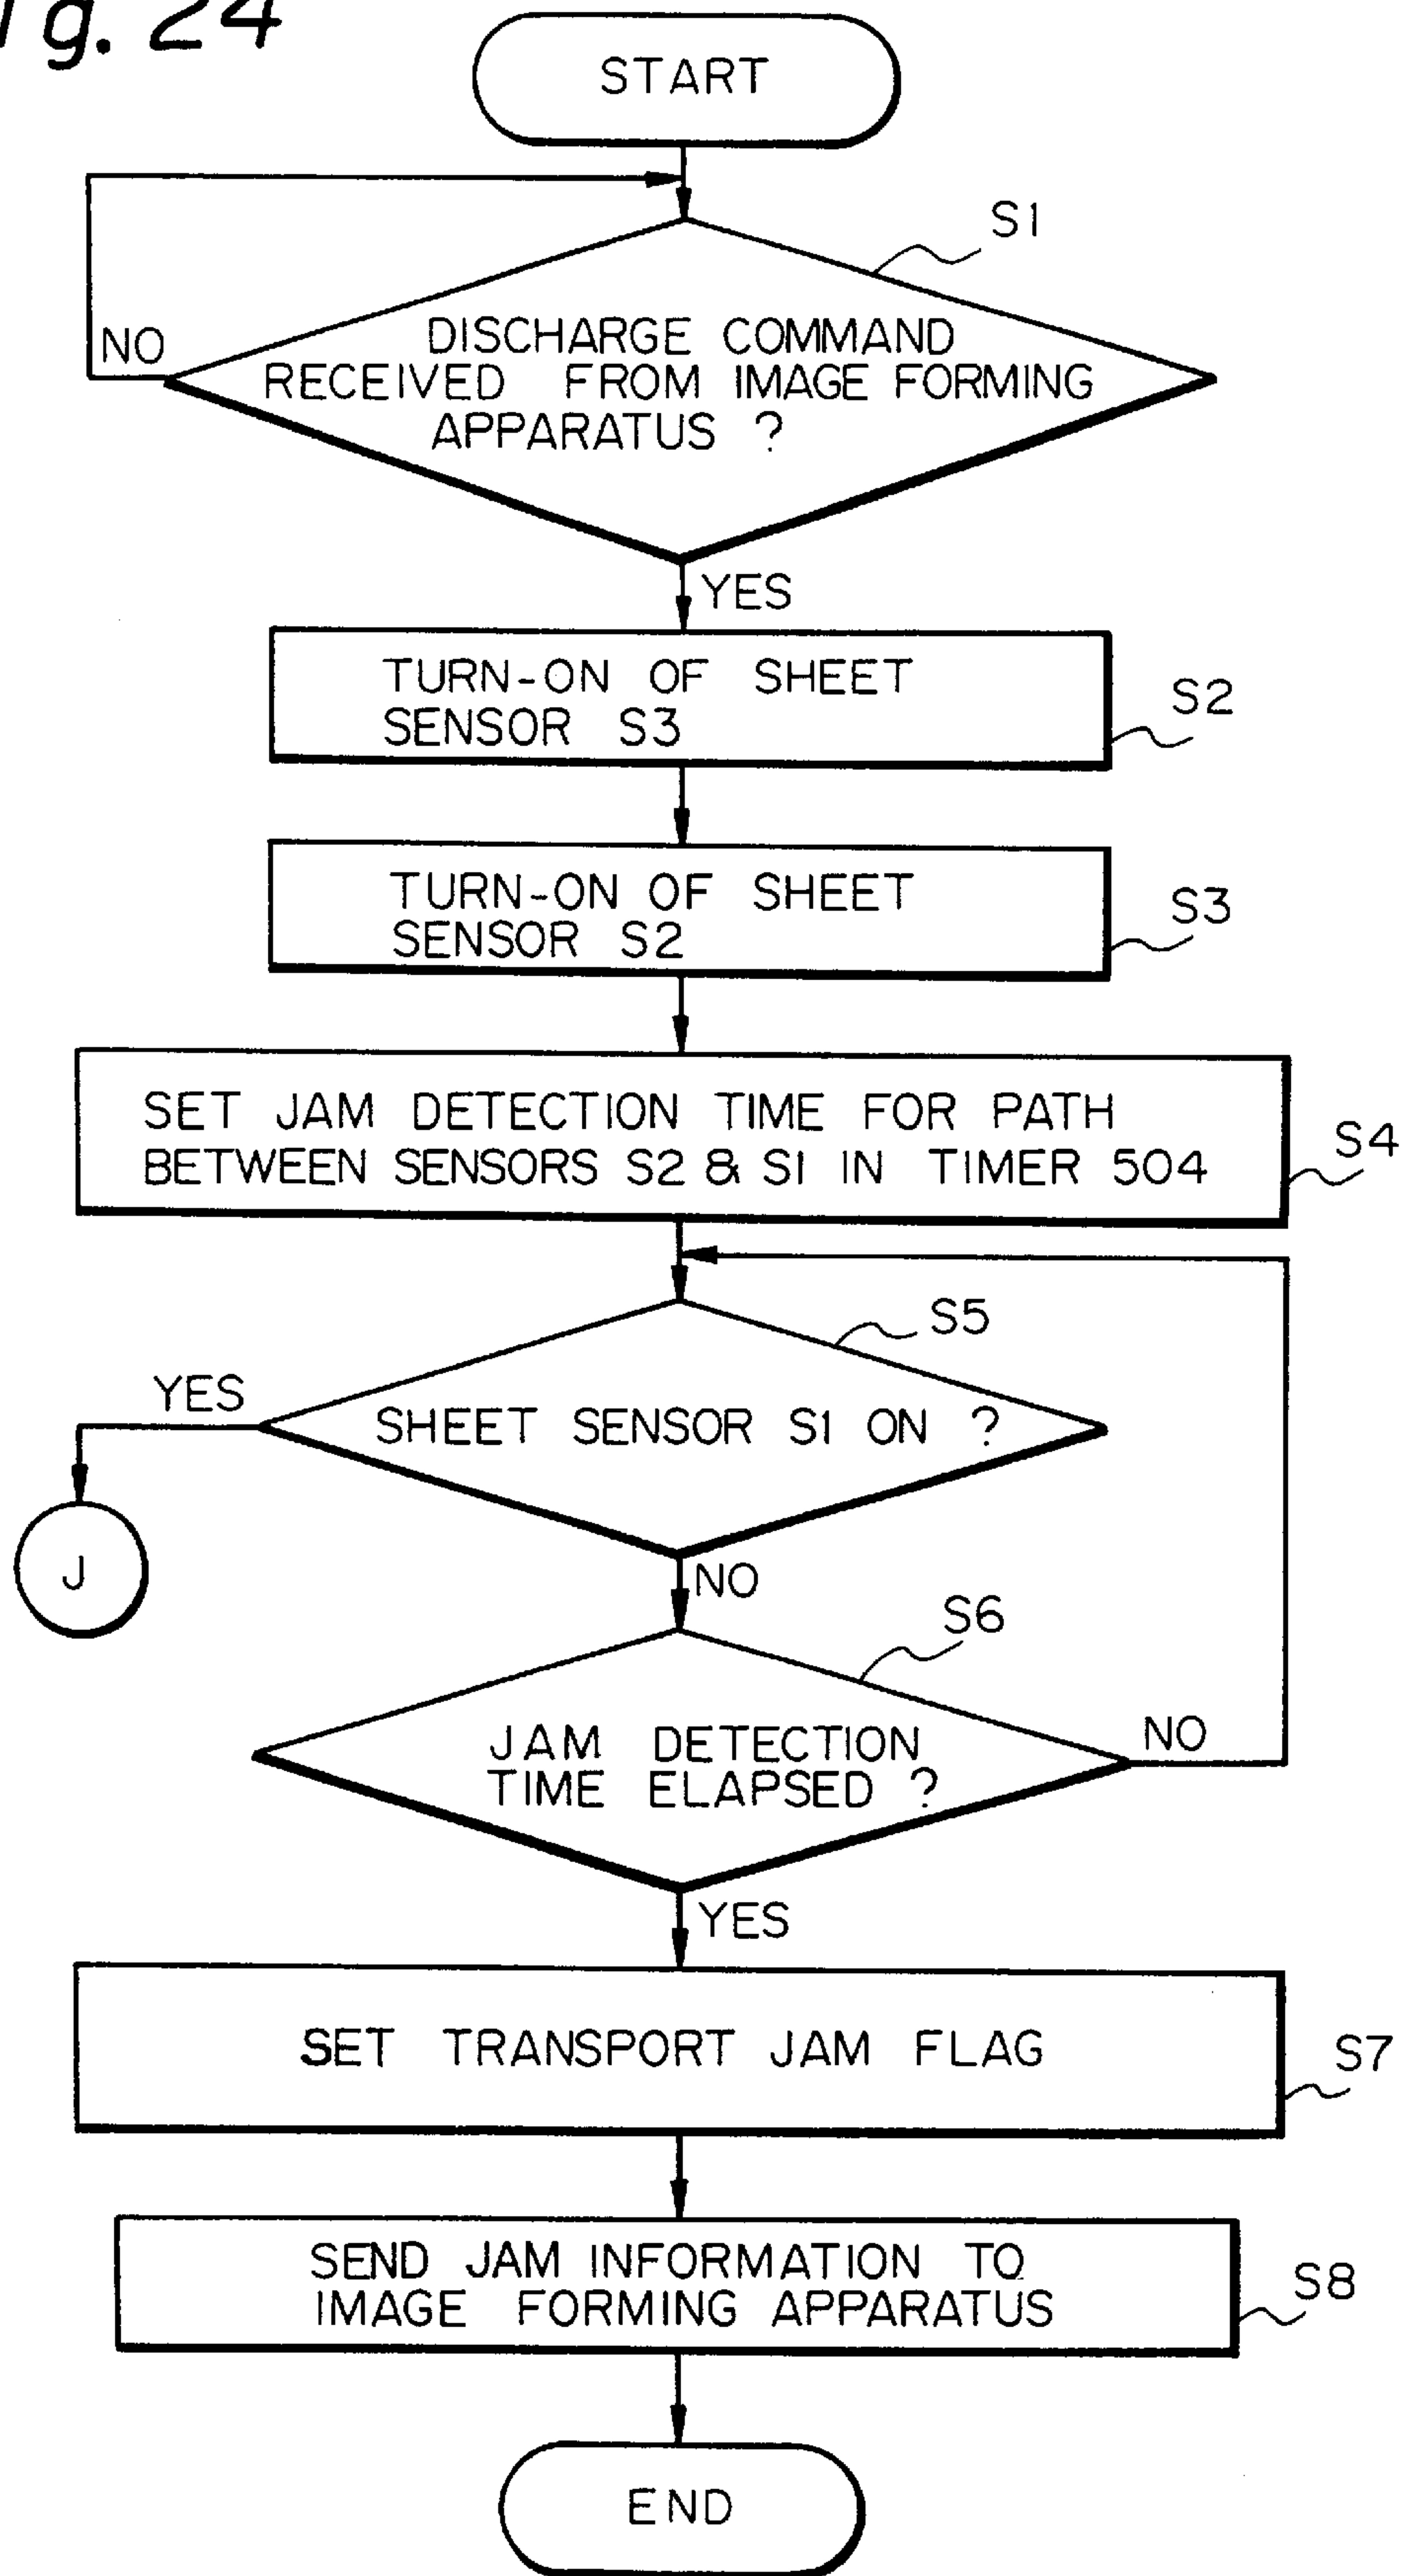 ig. 24
START
S1
NO
DISCHARGE COMMAND
RECEIVED FROM IMAGE FORMING
APPARATUS ?
YES
TURN-ON OF SHEET
SENSOR S3
S2
TURN-ON OF SHEET
SENSOR S2
S3
SET JAM DETECTION TIME FOR PATH
BETWEEN SENSORS S2 & S1 IN TIMER 504
S4
S5
YES
SHEET SENSOR S1 ON ?
J
NO
S6
JAM DETECTION
TIME ELAPSED ?
NO
YES
SET TRANSPORT JAM FLAG
S7
SEND JAM INFORMATION TO
IMAGE FORMING APPARATUS
S8
END